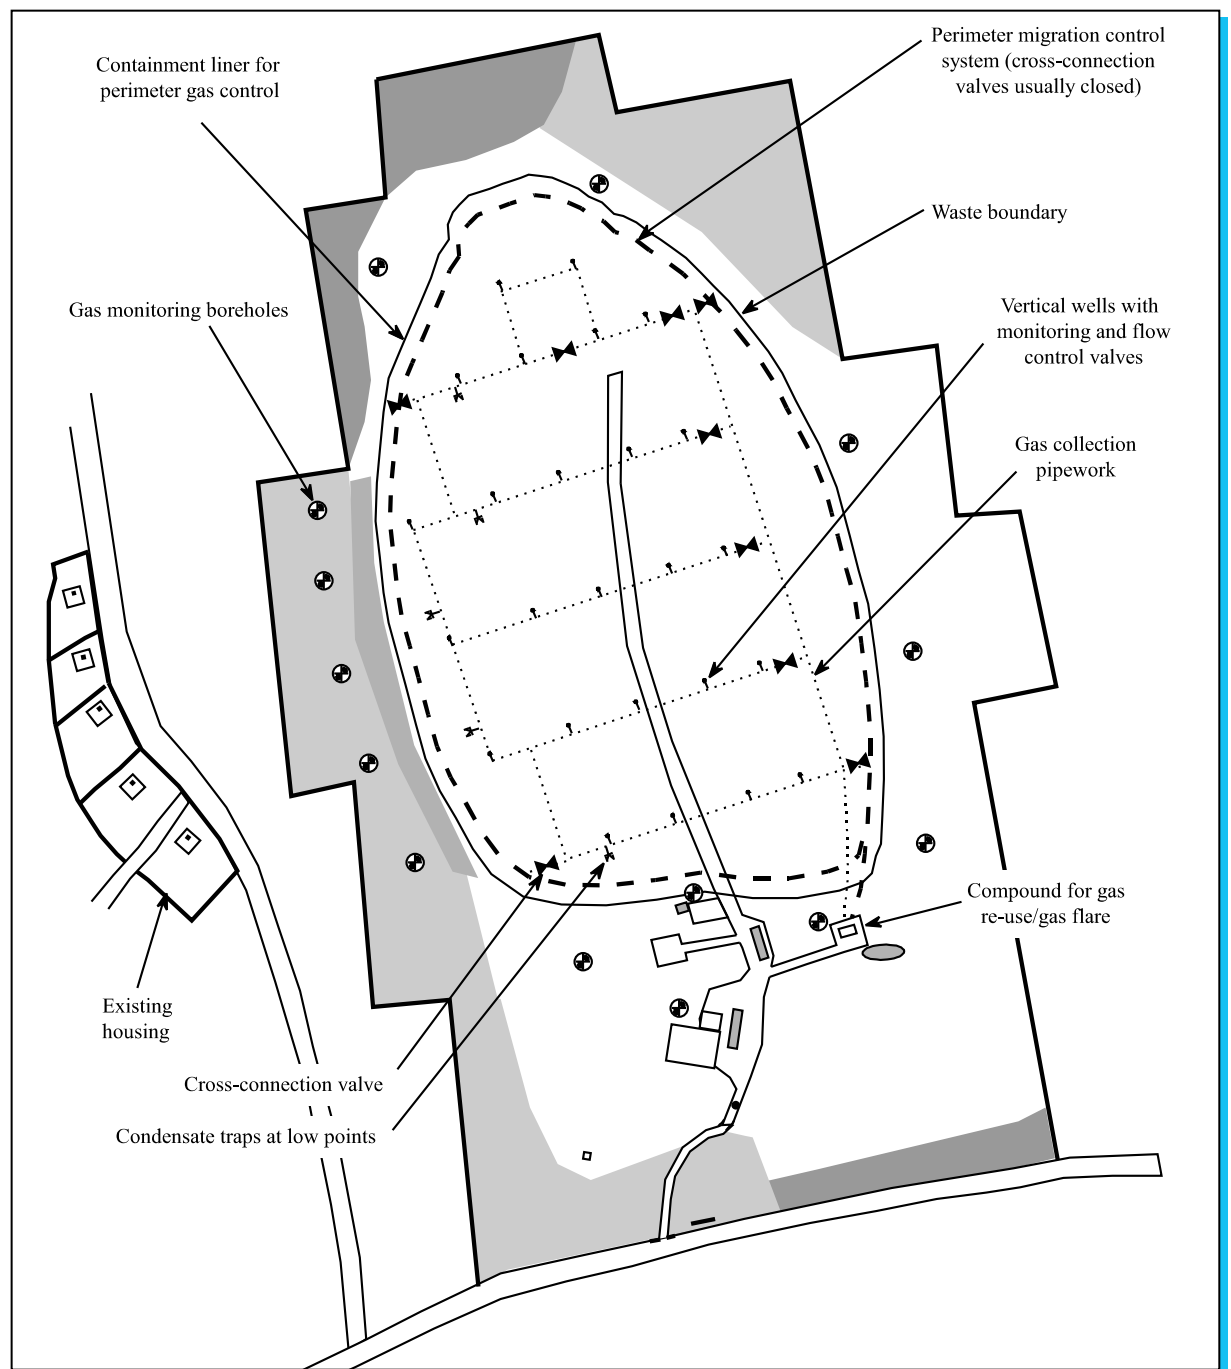 Containment liner for
perimeter gas control
Perimeter migration control
system (cross-connection
valves usually closed)
Waste boundary
Gas monitoring boreholes
Vertical wells with
monitoring and flow
control valves
Gas collection
pipework
Compound for gas
re-use/gas flare
Existing
housing
Cross-connection valve
Condensate traps at low points